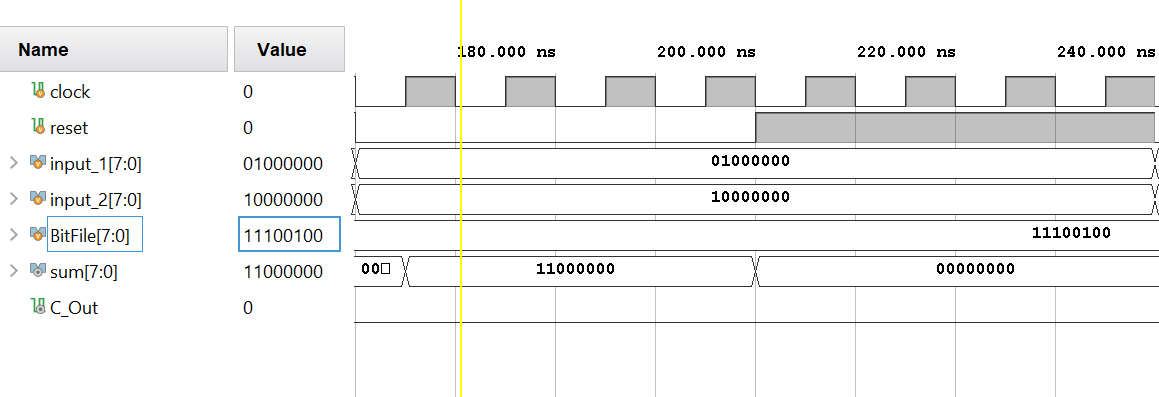 Name Value
180.000 ns 200.000 ns 220.000 ns 240.000 ns
clock 0
reset 0
input_1[7:0] 01000000 01000000
input_2[7:0] 10000000 10000000
BitFile[7:0] 11100100 11100100
sum[7:0] 11000000 00□ 11000000 00000000
C_Out 0